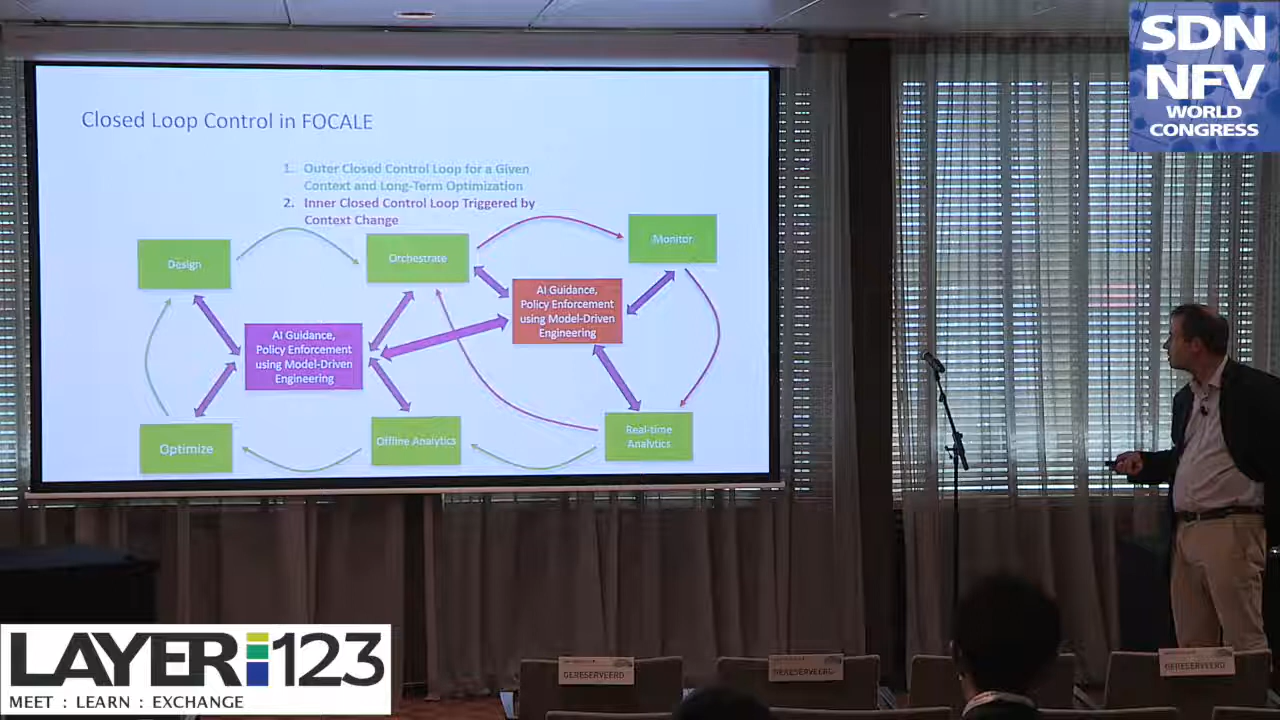 SDN
NFV
WORLD
CONGRESS
Closed Loop Control in FOCALE
1. Outer Closed Control Loop for a Given
Context and Long-Term Optimization
2. Inner Closed Control Loop Triggered by
Context Change
Design
Orchestrate
Monitor
AI Guidance,
Policy Enforcement
using Model-Driven
Engineering
AI Guidance,
Policy Enforcement
using Model-Driven
Engineering
Optimize
Offline Analytics
Real-time
Analytics
LAYER 123
MEET : LEARN : EXCHANGE
GERESERVEERD
GERESERVEERD
GERESERVEERD